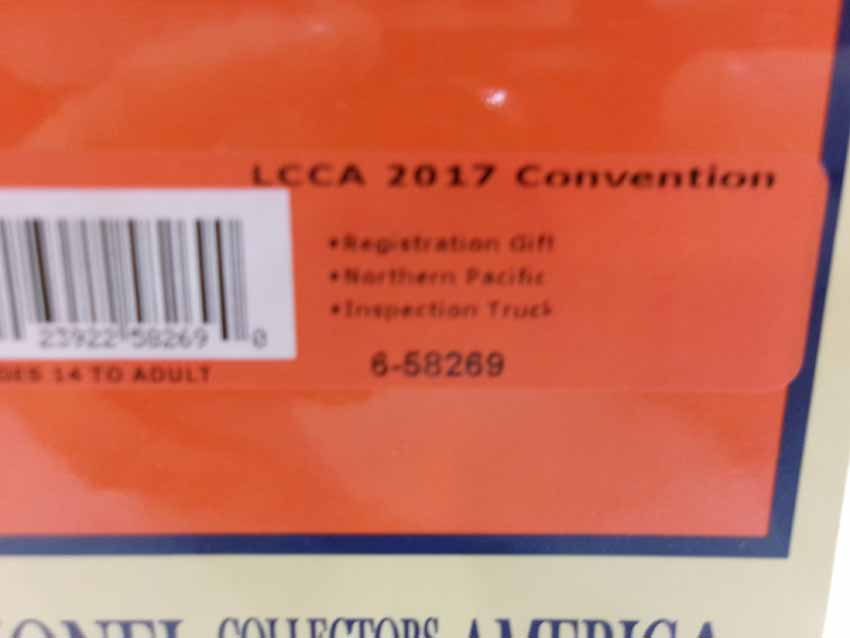 LCCA 2017 Convention
•Registration Gift
•Northern Pacific
•Inspection Truck
23922 58269 0
6-58269
14 TO ADULT
COLLECTORS AMERICA